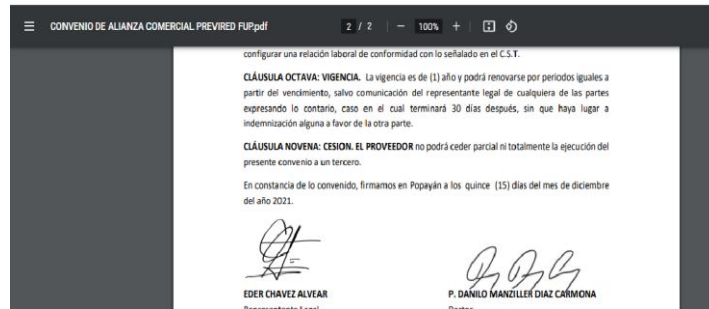 CONVENIO DE ALIANZA COMERCIAL PREVIRED FUP.pdf
2 / 2
100%
configurar una relación laboral de conformidad con lo señalado en el C.S.T.
CLÁUSULA OCTAVA: VIGENCIA. La vigencia es de (1) año y podrá renovarse por periodos iguales a
partir del vencimiento, salvo comunicación del representante legal de cualquiera de las partes
expresando lo contario, caso en el cual terminará 30 días después, sin que haya lugar a
indemnización alguna a favor de la otra parte.
CLÁUSULA NOVENA: CESION. EL PROVEEDOR no podrá ceder parcial ni totalmente la ejecución del
presente convenio a un tercero.
En constancia de lo convenido, firmamos en Popayán a los quince (15) días del mes de diciembre
del año 2021.
EDER CHAVEZ ALVEAR
P. DANILO MANZILLER DIAZ CARMONA
Representante Legal